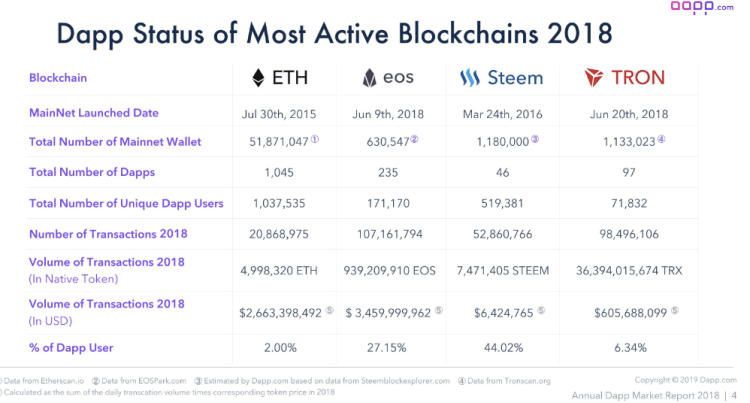 dapp.com
Dapp Status of Most Active Blockchains 2018
Blockchain ETH eos Steem TRON
MainNet Launched Date Jul 30th, 2015 Jun 9th, 2018 Mar 24th, 2016 Jun 20th, 2018
Total Number of Mainnet Wallet 51,871,047 ① 630,547 ② 1,180,000 ③ 1,133,023 ④
Total Number of Dapps 1,045 235 46 97
Total Number of Unique Dapp Users 1,037,535 171,170 519,381 71,832
Number of Transactions 2018 20,868,975 107,161,794 52,860,766 98,496,106
Volume of Transactions 2018
(In Native Token) 4,998,320 ETH 939,209,910 EOS 7,471,405 STEEM 36,394,015,674 TRX
Volume of Transactions 2018
(In USD) $2,663,398,492 ⑤ $ 3,459,999,962 ⑤ $6,424,765 ⑤ $605,688,099 ⑤
% of Dapp User 2.00% 27.15% 44.02% 6.34%
Data from Etherscan.io ② Data from EOSPark.com ③ Estimated by Dapp.com based on data from Steemblockexplorer.com ④ Data from Tronscan.org Copyright © 2019 Dapp.com
Calculated as the sum of the daily transcation volume times corresponding token price in 2018
Annual Dapp Market Report 2018 | 4